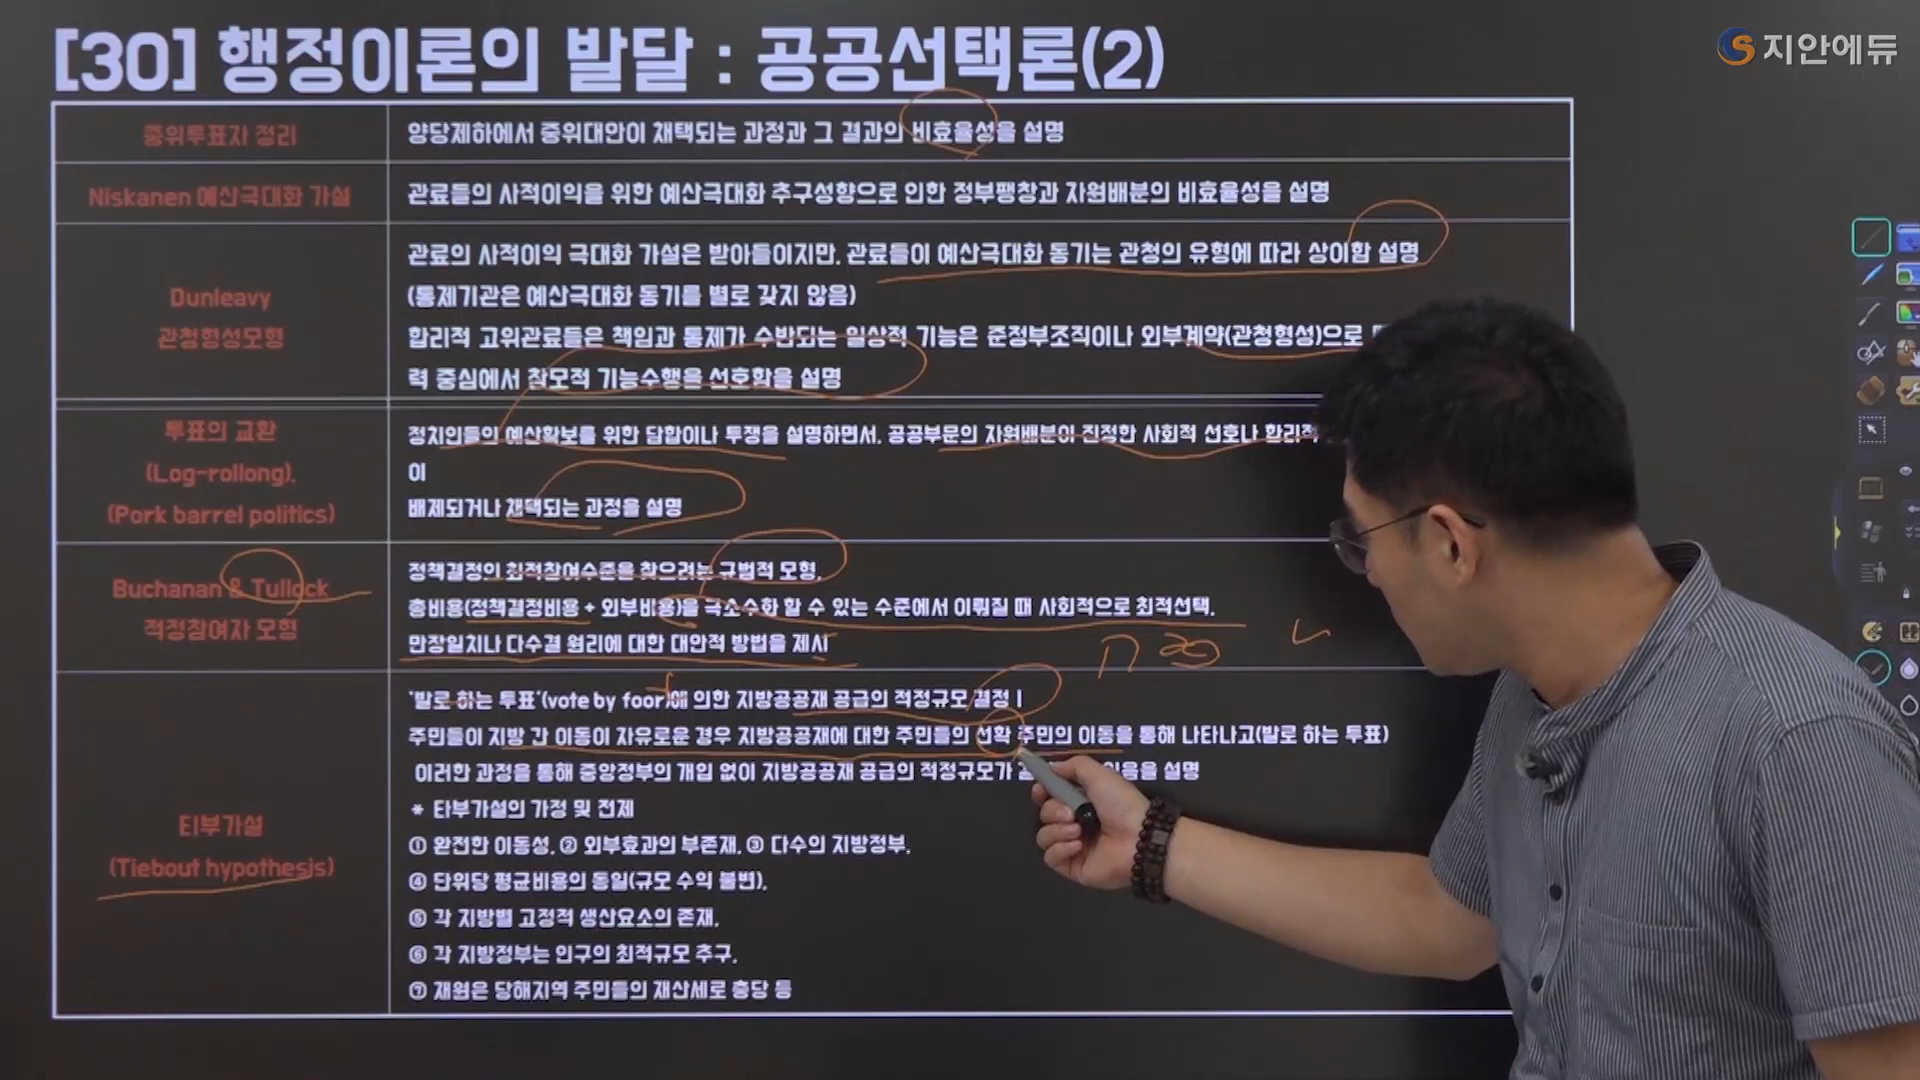 [30] 행정이론의 발달 : 공공선택론(2)
지안에듀
중위투표자 정리
양당제하에서 중위대안이 채택되는 과정과 그 결과의 비효율성을 설명
Niskanen 예산극대화 가설
관료들의 사적이익을 위한 예산극대화 추구성향으로 인한 정부팽창과 자원배분의 비효율성을 설명
Dunleavy
관청형성모형
관료의 사적이익 극대화 가설은 받아들이지만, 관료들이 예산극대화 동기는 관청의 유형에 따라 상이함 설명
(통제기관은 예산극대화 동기를 별로 갖지 않음)
합리적 고위관료들은 책임과 통제가 수반되는 일상적 기능은 준정부조직이나 외부계약(관청형성)으로
력 중심에서 참모적 기능수행을 선호함을 설명
투표의 교환
(Log-rollong),
(Pork barrel politics)
정치인들의 예산확보를 위한 담합이나 투쟁을 설명하면서, 공공부문의 자원배분이 진정한 사회적 선호나 합리적
이
배제되거나 채택되는 과정을 설명
Buchanan & Tullock
적정참여자 모형
정책결정의 최적참여수준을 찾으려는 규범적 모형,
총비용(정책결정비용 + 외부비용)을 극소수화 할 수 있는 수준에서 이뤄질 때 사회적으로 최적선택,
만장일치나 다수결 원리에 대한 대안적 방법을 제시
티부가설
(Tiebout hypothesis)
'발로 하는 투표'(vote by foor)에 의한 지방공공재 공급의 적정규모 결정
주민들이 지방 간 이동이 자유로운 경우 지방공공재에 대한 주민들의 선확 주민의 이동을 통해 나타나고(발로 하는 투표)
이러한 과정을 통해 중앙정부의 개입 없이 지방공공재 공급의 적정규모가 있음을 설명
* 타부가설의 가정 및 전제
① 완전한 이동성, ② 외부효과의 부존재, ③ 다수의 지방정부,
④ 단위당 평균비용의 동일(규모 수익 불변),
⑤ 각 지방별 고정적 생산요소의 존재,
⑥ 각 지방정부는 인구의 최적규모 추구,
⑦ 재원은 당해지역 주민들의 재산세로 충당 등